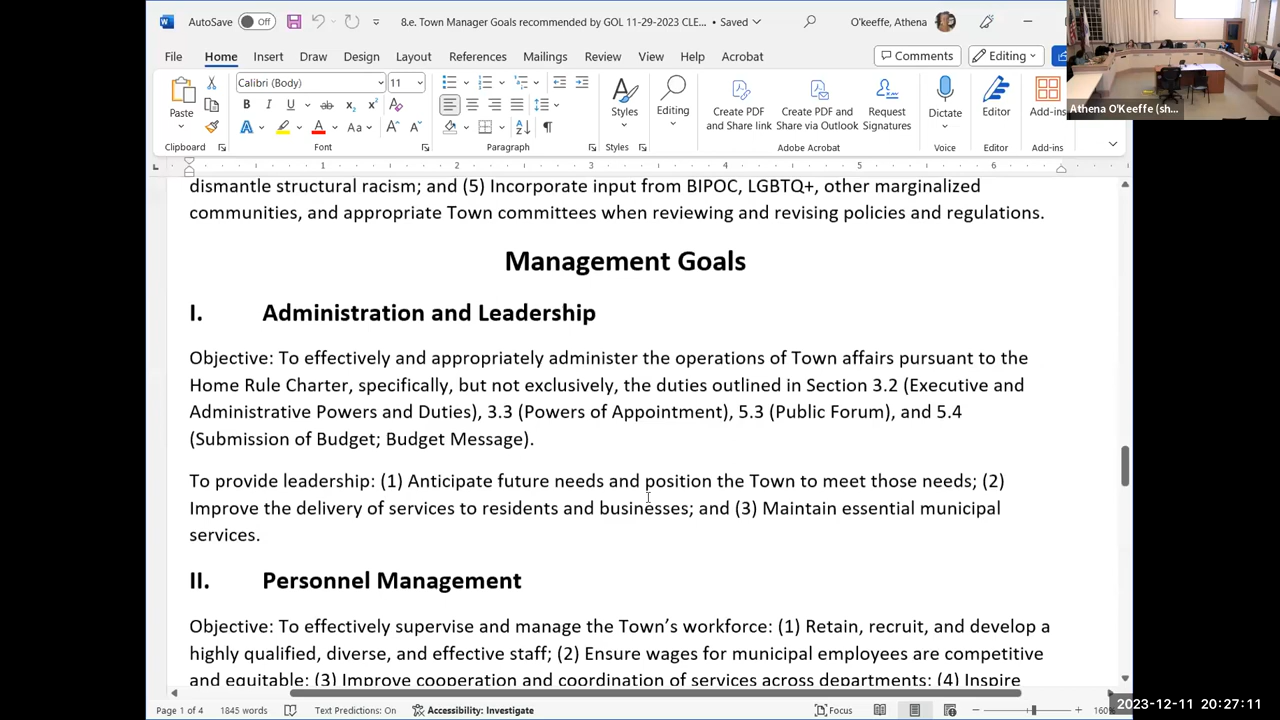 AutoSave Off 8.e. Town Manager Goals recommended by GOL 11-29-2023 CLE... • Saved O'keeffe, Athena
File Home Insert Draw Design Layout References Mailings Review View Help Acrobat Comments Editing
Paste
Calibri (Body) 11
Styles
Editing
Create PDF and Share link
Create PDF and Share via Outlook
Request Signatures
Dictate
Editor
Add-ins
Athena O'Keeffe (sh...
Clipboard Font Paragraph Styles Adobe Acrobat Voice Editor Add-ins
1 2 3 4 5 6
dismantle structural racism; and (5) Incorporate input from BIPOC, LGBTQ+, other marginalized
communities, and appropriate Town committees when reviewing and revising policies and regulations.
Management Goals
I. Administration and Leadership
Objective: To effectively and appropriately administer the operations of Town affairs pursuant to the
Home Rule Charter, specifically, but not exclusively, the duties outlined in Section 3.2 (Executive and
Administrative Powers and Duties), 3.3 (Powers of Appointment), 5.3 (Public Forum), and 5.4
(Submission of Budget; Budget Message).
To provide leadership: (1) Anticipate future needs and position the Town to meet those needs; (2)
Improve the delivery of services to residents and businesses; and (3) Maintain essential municipal
services.
II. Personnel Management
Objective: To effectively supervise and manage the Town's workforce: (1) Retain, recruit, and develop a
highly qualified, diverse, and effective staff; (2) Ensure wages for municipal employees are competitive
and equitable; (3) Improve cooperation and coordination of services across departments; (4) Inspire
Page 1 of 4 1845 words Text Predictions: On Accessibility: Investigate Focus 160%
2023-12-11 20:27:11